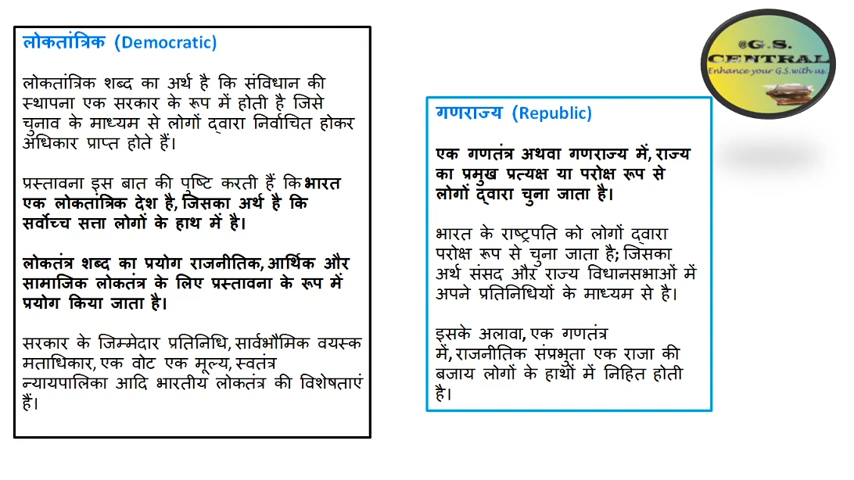 लोकतांत्रिक (Democratic)
लोकतांत्रिक शब्द का अर्थ है कि संविधान की
स्थापना एक सरकार के रूप में होती है जिसे
चुनाव के माध्यम से लोगों द्वारा निर्वाचित होकर
अधिकार प्राप्त होते हैं।
प्रस्तावना इस बात की पुष्टि करती हैं कि भारत
एक लोकतांत्रिक देश है, जिसका अर्थ है कि
सर्वोच्च सत्ता लोगों के हाथ में है।
लोकतंत्र शब्द का प्रयोग राजनीतिक, आर्थिक और
सामाजिक लोकतंत्र के लिए प्रस्तावना के रूप में
प्रयोग किया जाता है।
सरकार के जिम्मेदार प्रतिनिधि, सार्वभौमिक वयस्क
मताधिकार, एक वोट एक मूल्य, स्वतंत्र
न्यायपालिका आदि भारतीय लोकतंत्र की विशेषताएं
हैं।
गणराज्य (Republic)
एक गणतंत्र अथवा गणराज्य में, राज्य
का प्रमुख प्रत्यक्ष या परोक्ष रूप से
लोगों द्वारा चुना जाता है।
भारत के राष्ट्रपति को लोगों द्वारा
परोक्ष रूप से चुना जाता है; जिसका
अर्थ संसद और राज्य विधानसभाओं में
अपने प्रतिनिधियों के माध्यम से है।
इसके अलावा, एक गणतंत्र
में, राजनीतिक संप्रभुता एक राजा की
बजाय लोगों के हाथों में निहित होती
है।
@G.S.
CENTRAL
Enhance your G.S.with us.